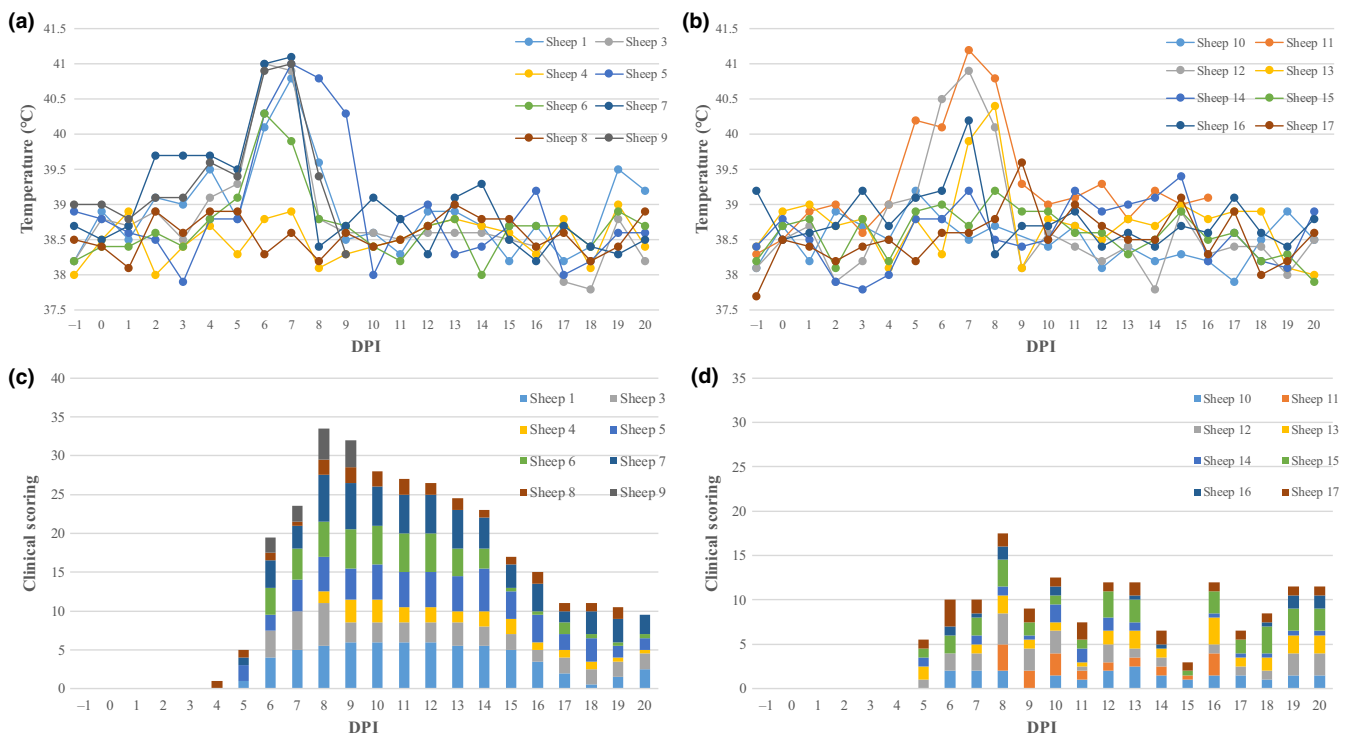 (a)
41.5
41
40.5
40
39.5
39
38.5
38
37.5
Temperature (°C)
Sheep 1 Sheep 3
Sheep 4 Sheep 5
Sheep 6 Sheep 7
Sheep 8 Sheep 9
–1 0 1 2 3 4 5 6 7 8 9 10 11 12 13 14 15 16 17 18 19 20
DPI
(b)
41.5
41
40.5
40
39.5
39
38.5
38
37.5
Temperature (°C)
Sheep 10 Sheep 11
Sheep 12 Sheep 13
Sheep 14 Sheep 15
Sheep 16 Sheep 17
–1 0 1 2 3 4 5 6 7 8 9 10 11 12 13 14 15 16 17 18 19 20
DPI
(c)
40
35
30
25
20
15
10
5
0
Clinical scoring
Sheep 1 Sheep 3
Sheep 4 Sheep 5
Sheep 6 Sheep 7
Sheep 8 Sheep 9
–1 0 1 2 3 4 5 6 7 8 9 10 11 12 13 14 15 16 17 18 19 20
DPI
(d)
35
30
25
20
15
10
5
0
Clinical scoring
Sheep 10 Sheep 11
Sheep 12 Sheep 13
Sheep 14 Sheep 15
Sheep 16 Sheep 17
–1 0 1 2 3 4 5 6 7 8 9 10 11 12 13 14 15 16 17 18 19 20
DPI